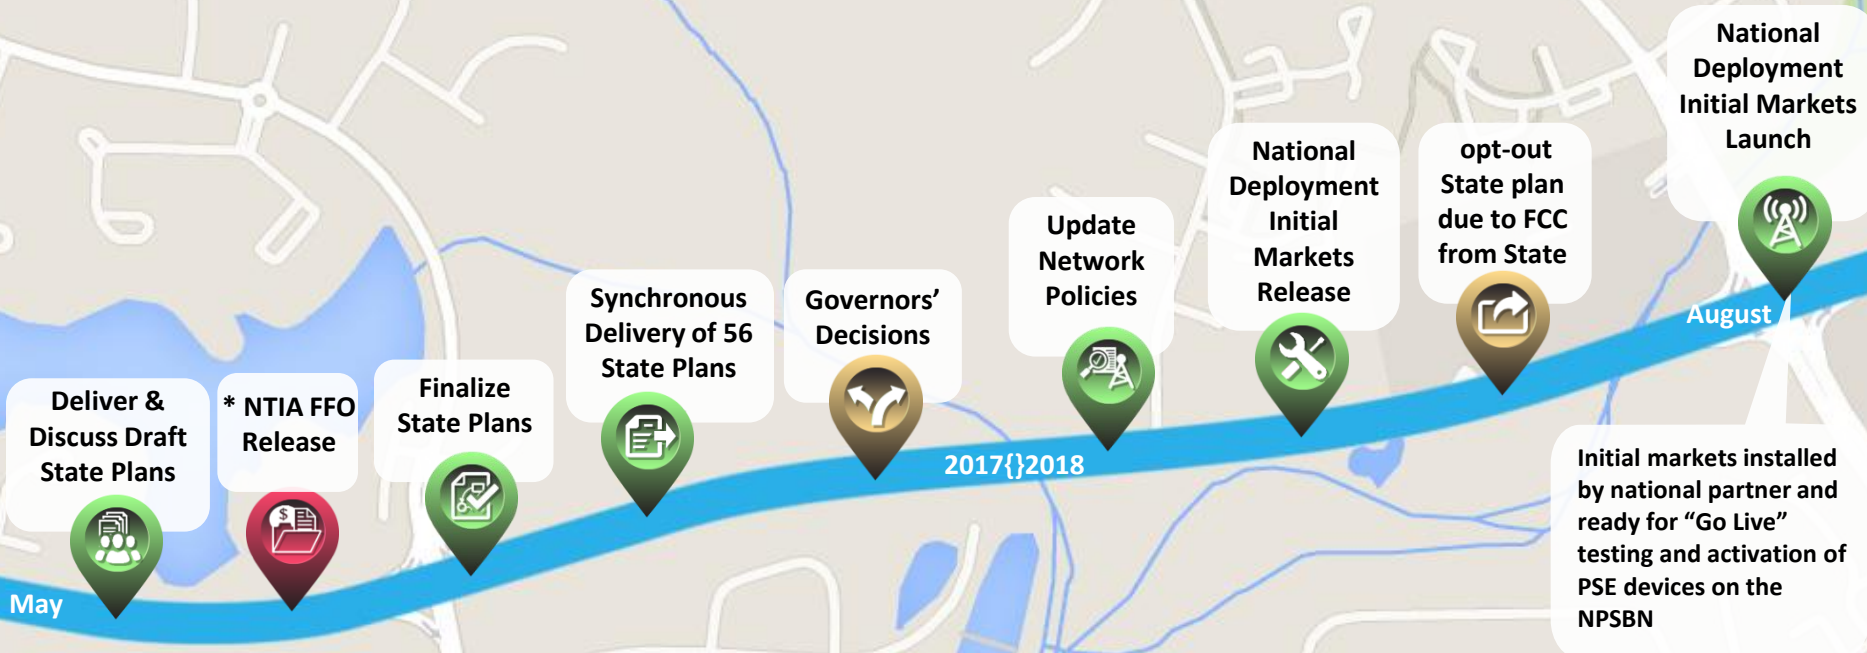 May
Deliver &
Discuss Draft
State Plans
* NTIA FFO
Release
Finalize
State Plans
Synchronous
Delivery of 56
State Plans
Governors’
Decisions
2017{}2018
Update
Network
Policies
National
Deployment
Initial
Markets
Release
opt-out
State plan
due to FCC
from State
National
Deployment
Initial Markets
Launch
August
Initial markets installed
by national partner and
ready for “Go Live”
testing and activation of
PSE devices on the
NPSBN
$